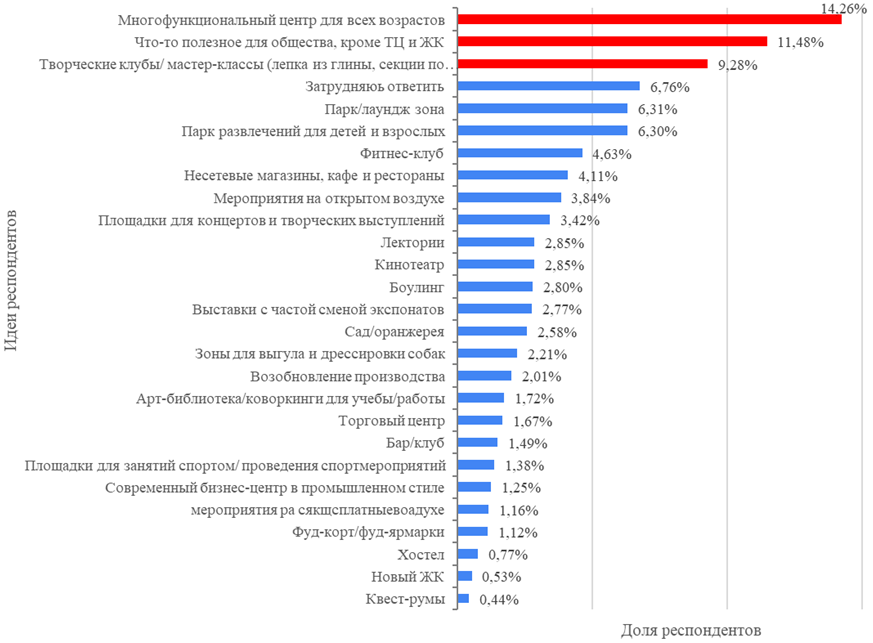 Многофункциональный центр для всех возрастов 14,26%
Что-то полезное для общества, кроме ТЦ и ЖК 11,48%
Творческие клубы/ мастер-классы (лепка из глины, секции по… 9,28%
Затрудняюь ответить 6,76%
Парк/лаундж зона 6,31%
Парк развлечений для детей и взрослых 6,30%
Фитнес-клуб 4,63%
Несетевые магазины, кафе и рестораны 4,11%
Мероприятия на открытом воздухе 3,84%
Площадки для концертов и творческих выступлений 3,42%
Лектории 2,85%
Кинотеатр 2,85%
Боулинг 2,80%
Выставки с частой сменой экспонатов 2,77%
Сад/оранжерея 2,58%
Зоны для выгула и дрессировки собак 2,21%
Возобновление производства 2,01%
Арт-библиотека/коворкинги для учебы/работы 1,72%
Торговый центр 1,67%
Бар/клуб 1,49%
Площадки для занятий спортом/ проведения спортмероприятий 1,38%
Современный бизнес-центр в промышленном стиле 1,25%
мероприятия ра сякщсплатныевоадухе 1,16%
Фуд-корт/фуд-ярмарки 1,12%
Хостел 0,77%
Новый ЖК 0,53%
Квест-румы 0,44%
Идеи респондентов
Доля респондентов